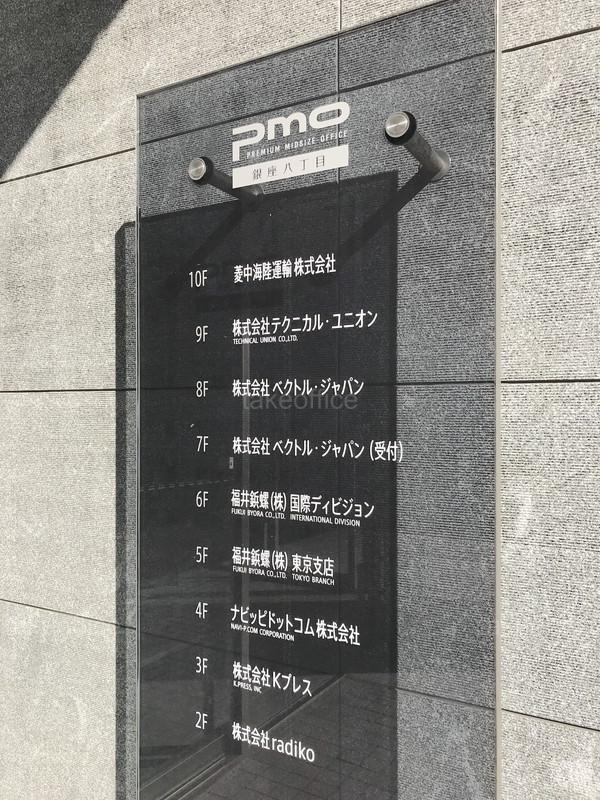 pmo
PREMIUM MIDSIZE OFFICE
銀座八丁目
10F 菱中海陸運輸株式会社
9F 株式会社テクニカル・ユニオン
TECHNICAL UNION CO.,LTD.
8F 株式会社 ベクトル・ジャパン
takeoffice
7F 株式会社 ベクトル・ジャパン (受付)
6F 福井鋲螺(株) 国際ディビジョン
FUKUI BYORA CO.,LTD. INTERNATIONAL DIVISION
5F 福井鋲螺(株) 東京支店
FUKUI BYORA CO.,LTD. TOKYO BRANCH
4F ナビッピドットコム株式会社
NAVI-P.COM CORPORATION
3F 株式会社 Kプレス
K.PRESS, INC
2F 株式会社 radiko